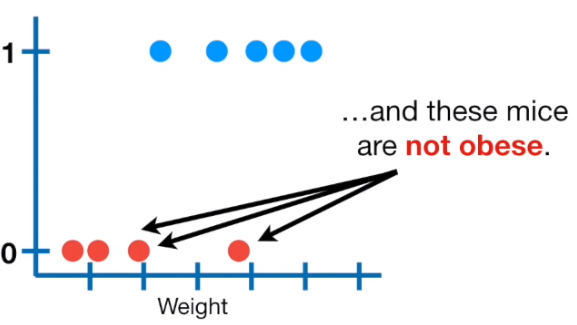 1
…and these mice
are not obese.
0
Weight